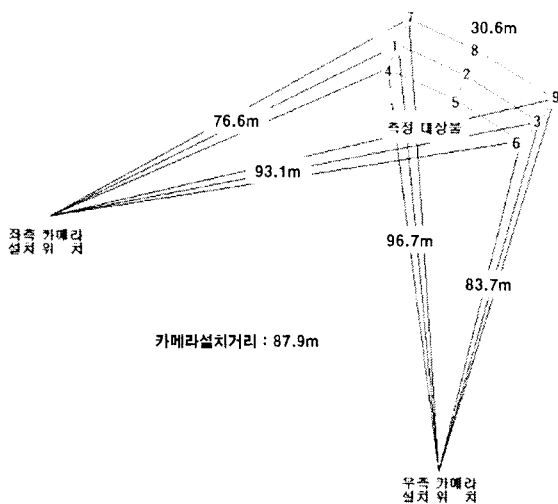 7
30.6m
1
8
4
2
9
5
76.6m
3
측정 대상물
6
93.1m
좌측 카메라
설치 위 치
96.7m
83.7m
카메라설치거리 : 87.9m
우측 카메라
설치 위 치